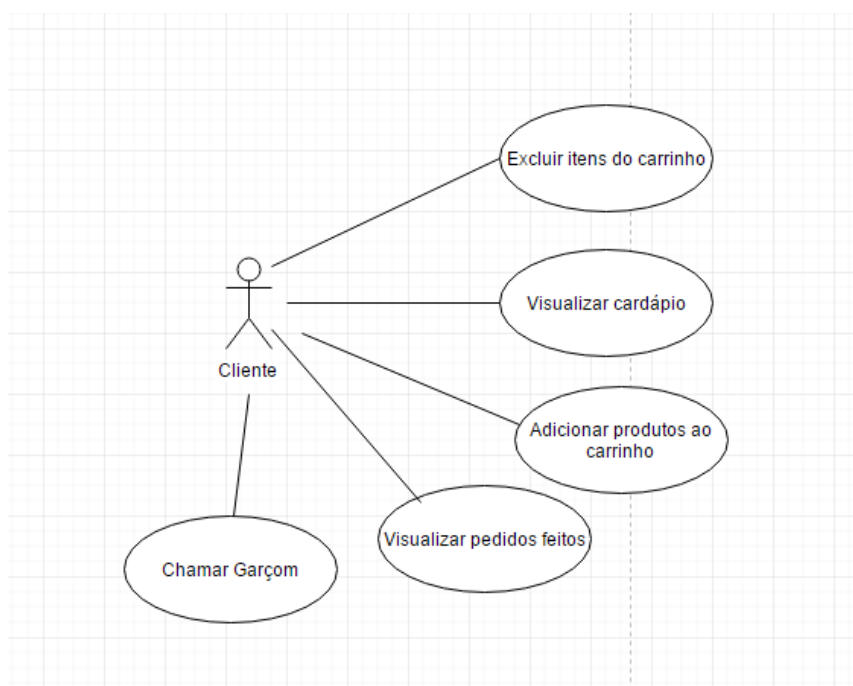 Excluir itens do carrinho
Visualizar cardápio
Cliente
Adicionar produtos ao
carrinho
Visualizar pedidos feitos
Chamar Garçom